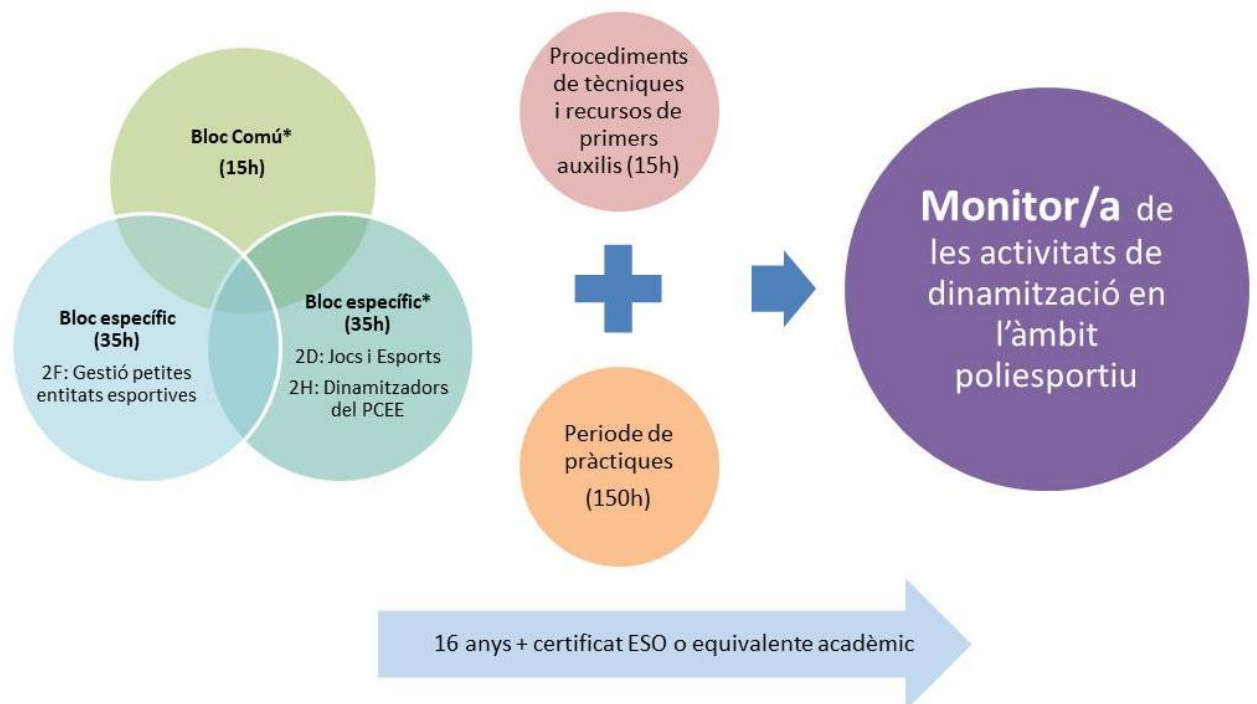 Bloc Comú*
(15h)
Bloc específic
(35h)
2F: Gestió petites
entitats esportives
Bloc específic*
(35h)
2D: Jocs i Esports
2H: Dinamitzadors
del PCEE
Procediments
de tècniques
i recursos de
primers
auxilis (15h)
Periode de
pràctiques
(150h)
Monitor/a de
les activitats de
dinamització en
l'àmbit
poliesportiu
16 anys + certificat ESO o equivalente acadèmic